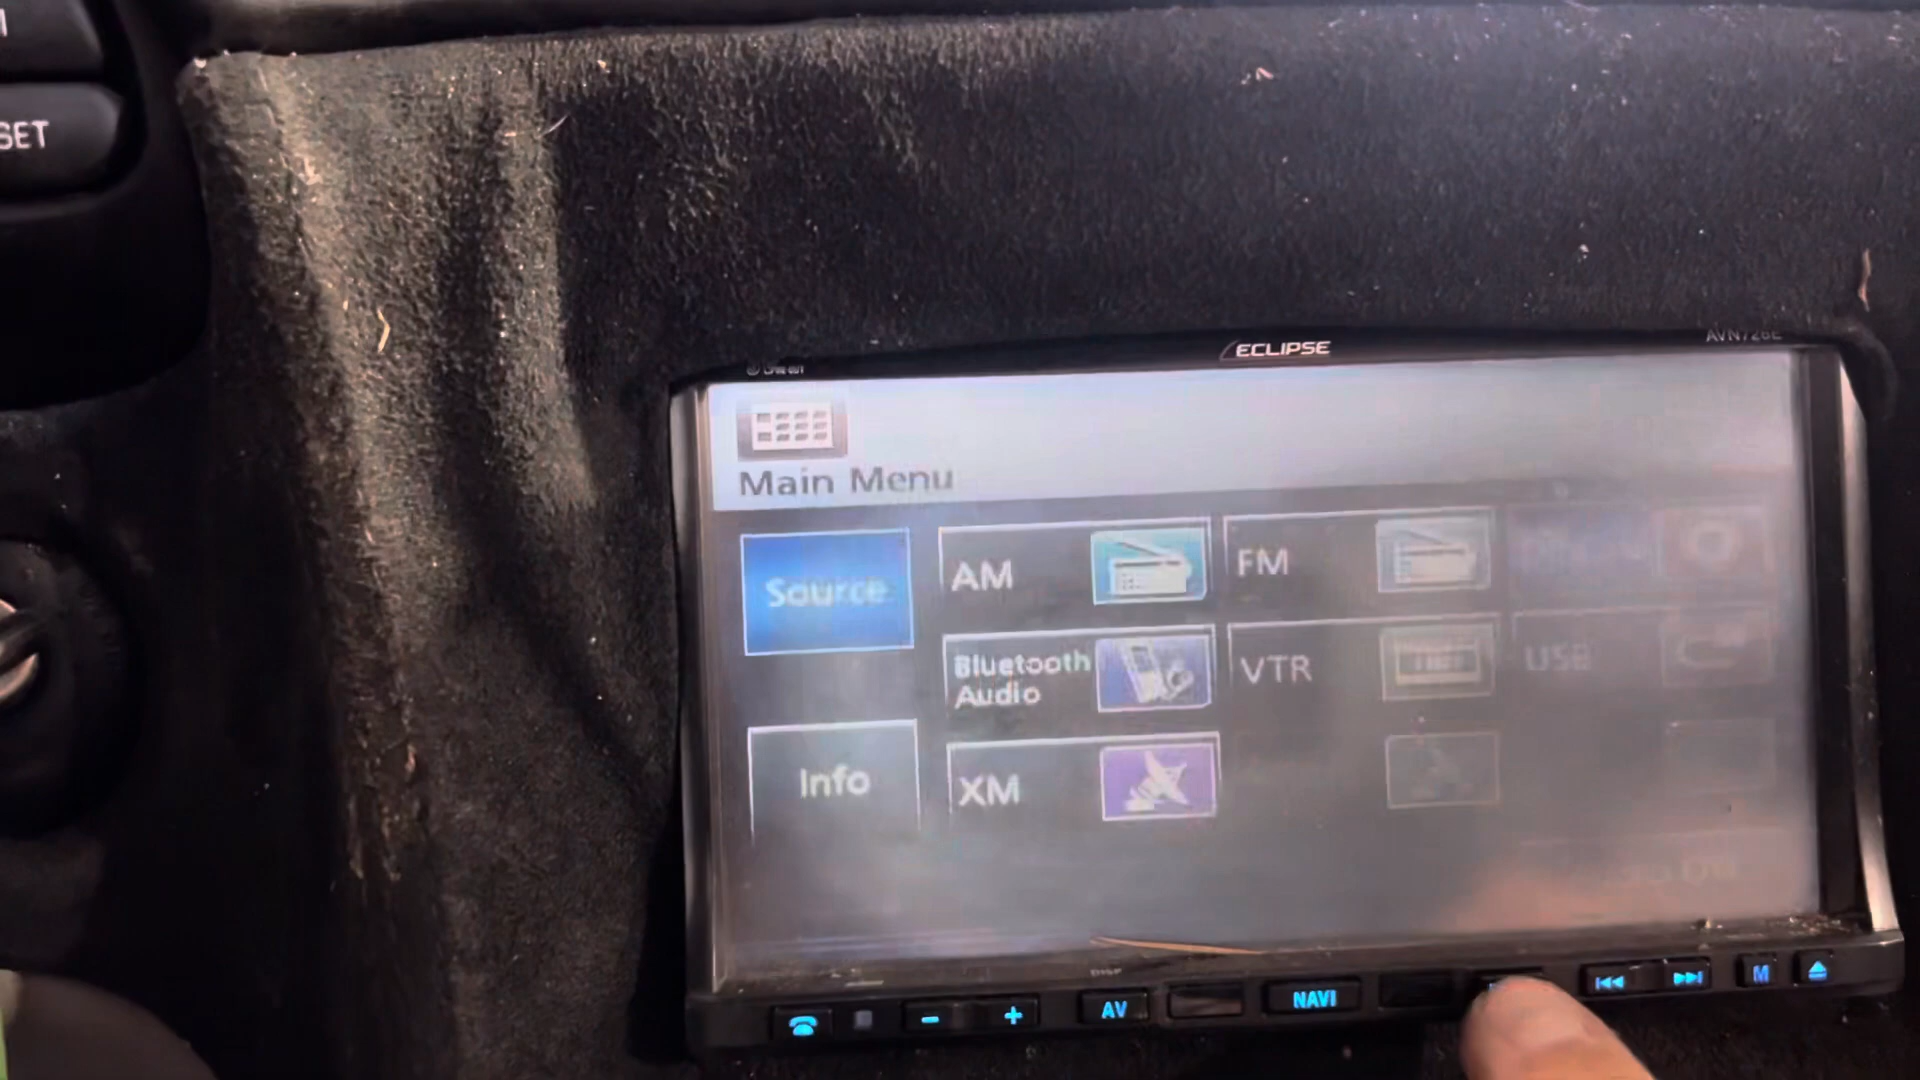 SET
ECLIPSE
AVN726E
Main Menu
Source
AM
FM
Bluetooth
Audio
VTR
USB
Info
XM
DISP
- + AV NAVI M